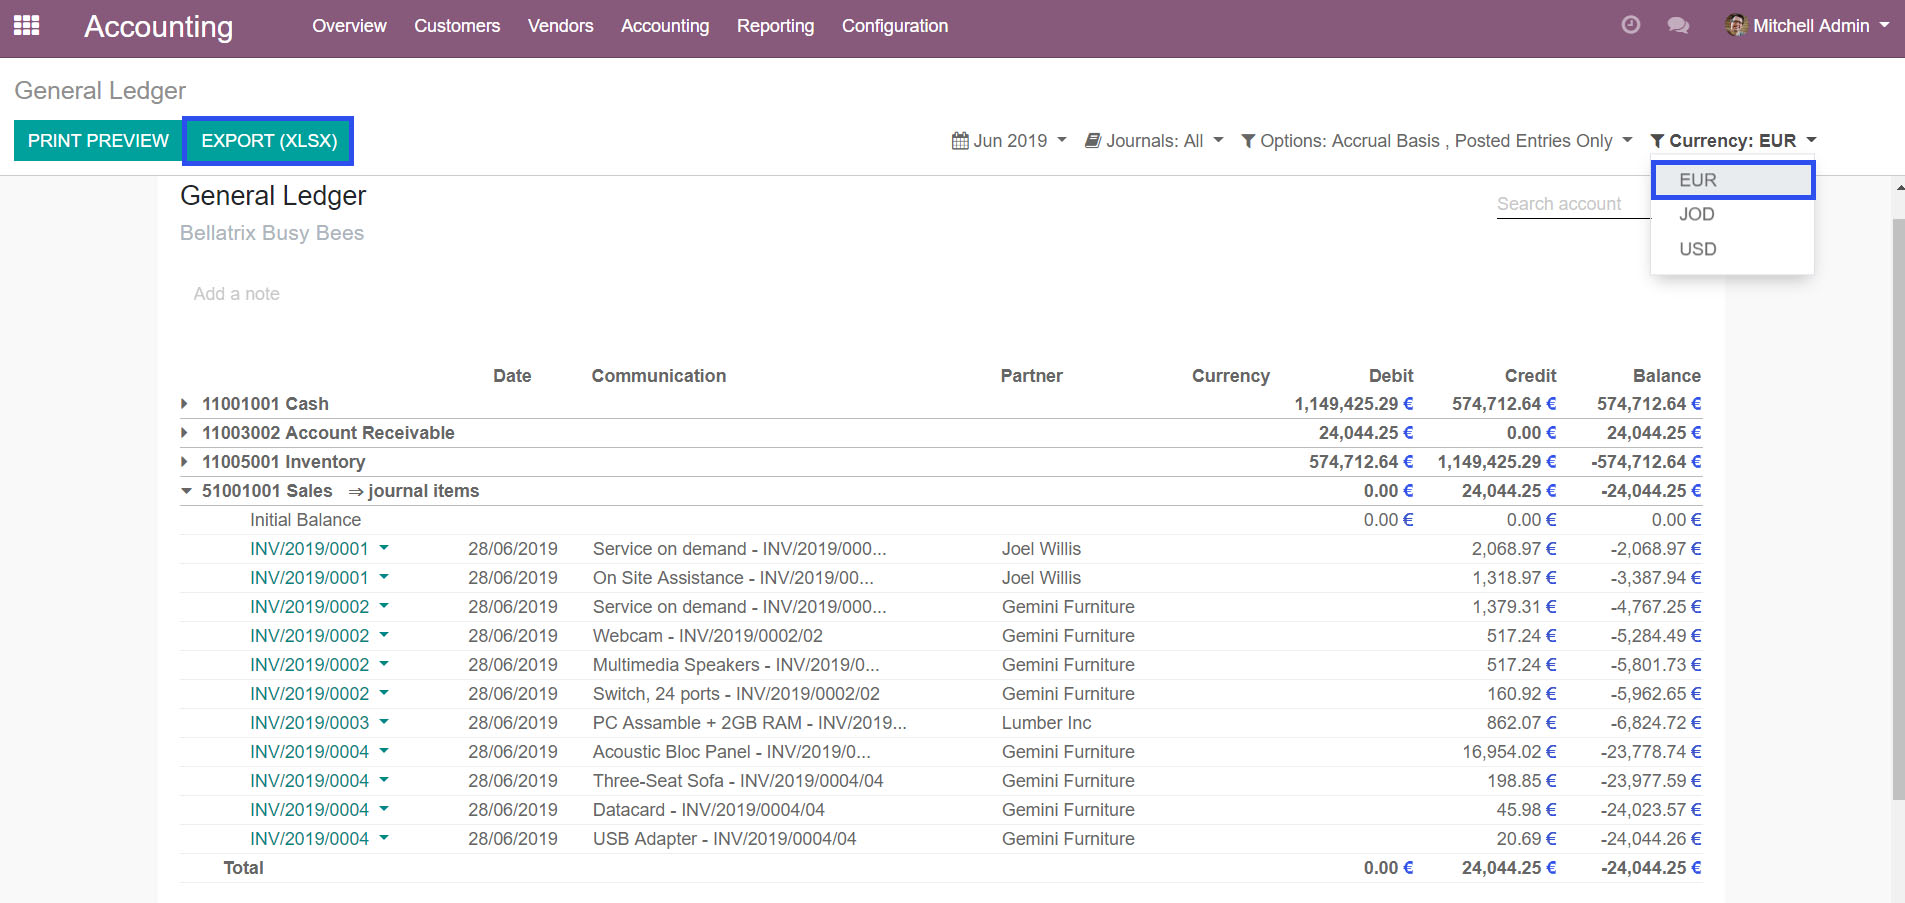 Accounting Overview Customers Vendors Accounting Reporting Configuration Mitchell Admin
General Ledger
PRINT PREVIEW EXPORT (XLSX) Jun 2019 Journals: All Options: Accrual Basis , Posted Entries Only Currency: EUR
EUR
JOD
USD
General Ledger
Search account
Bellatrix Busy Bees
Add a note
Date Communication Partner Currency Debit Credit Balance
11001001 Cash 1,149,425.29 € 574,712.64 € 574,712.64 €
11003002 Account Receivable 24,044.25 € 0.00 € 24,044.25 €
11005001 Inventory 574,712.64 € 1,149,425.29 € -574,712.64 €
51001001 Sales ⇒ journal items 0.00 € 24,044.25 € -24,044.25 €
Initial Balance 0.00 € 0.00 € 0.00 €
INV/2019/0001 28/06/2019 Service on demand - INV/2019/000... Joel Willis 2,068.97 € -2,068.97 €
INV/2019/0001 28/06/2019 On Site Assistance - INV/2019/00... Joel Willis 1,318.97 € -3,387.94 €
INV/2019/0002 28/06/2019 Service on demand - INV/2019/000... Gemini Furniture 1,379.31 € -4,767.25 €
INV/2019/0002 28/06/2019 Webcam - INV/2019/0002/02 Gemini Furniture 517.24 € -5,284.49 €
INV/2019/0002 28/06/2019 Multimedia Speakers - INV/2019/0... Gemini Furniture 517.24 € -5,801.73 €
INV/2019/0002 28/06/2019 Switch, 24 ports - INV/2019/0002/02 Gemini Furniture 160.92 € -5,962.65 €
INV/2019/0003 28/06/2019 PC Assamble + 2GB RAM - INV/2019... Lumber Inc 862.07 € -6,824.72 €
INV/2019/0004 28/06/2019 Acoustic Bloc Panel - INV/2019/0... Gemini Furniture 16,954.02 € -23,778.74 €
INV/2019/0004 28/06/2019 Three-Seat Sofa - INV/2019/0004/04 Gemini Furniture 198.85 € -23,977.59 €
INV/2019/0004 28/06/2019 Datacard - INV/2019/0004/04 Gemini Furniture 45.98 € -24,023.57 €
INV/2019/0004 28/06/2019 USB Adapter - INV/2019/0004/04 Gemini Furniture 20.69 € -24,044.26 €
Total 0.00 € 24,044.25 € -24,044.25 €